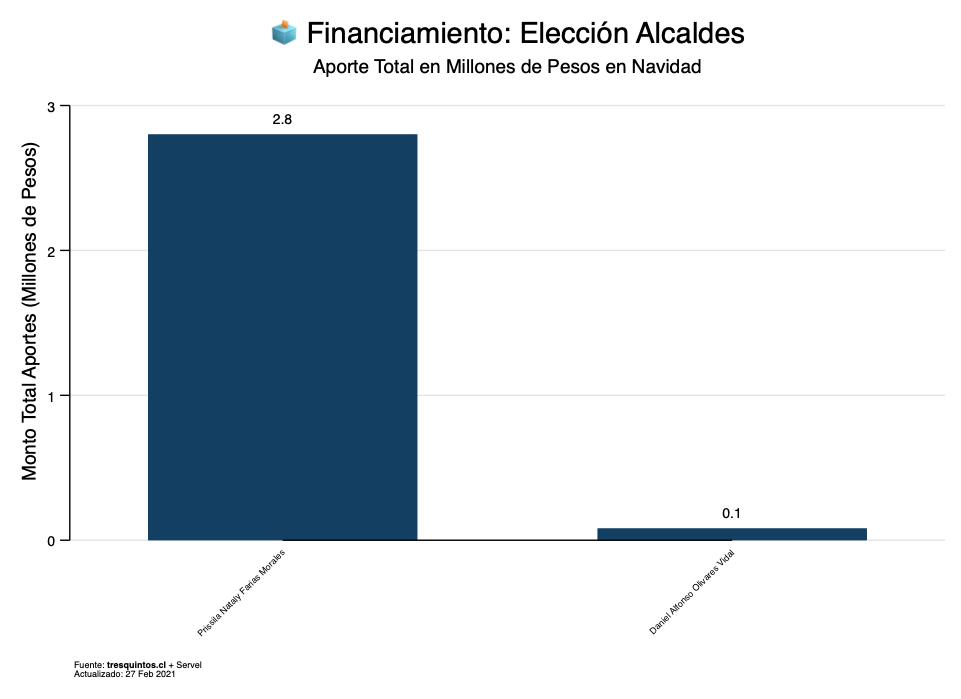 Financiamiento: Elección Alcaldes
Aporte Total en Millones de Pesos en Navidad
Monto Total Aportes (Millones de Pesos)
3
2
1
0
2.8
0.1
Prissila Nataly Farias Morales
Daniel Alfonso Olivares Vidal
Fuente: tresquintos.cl + Servel
Actualizado: 27 Feb 2021